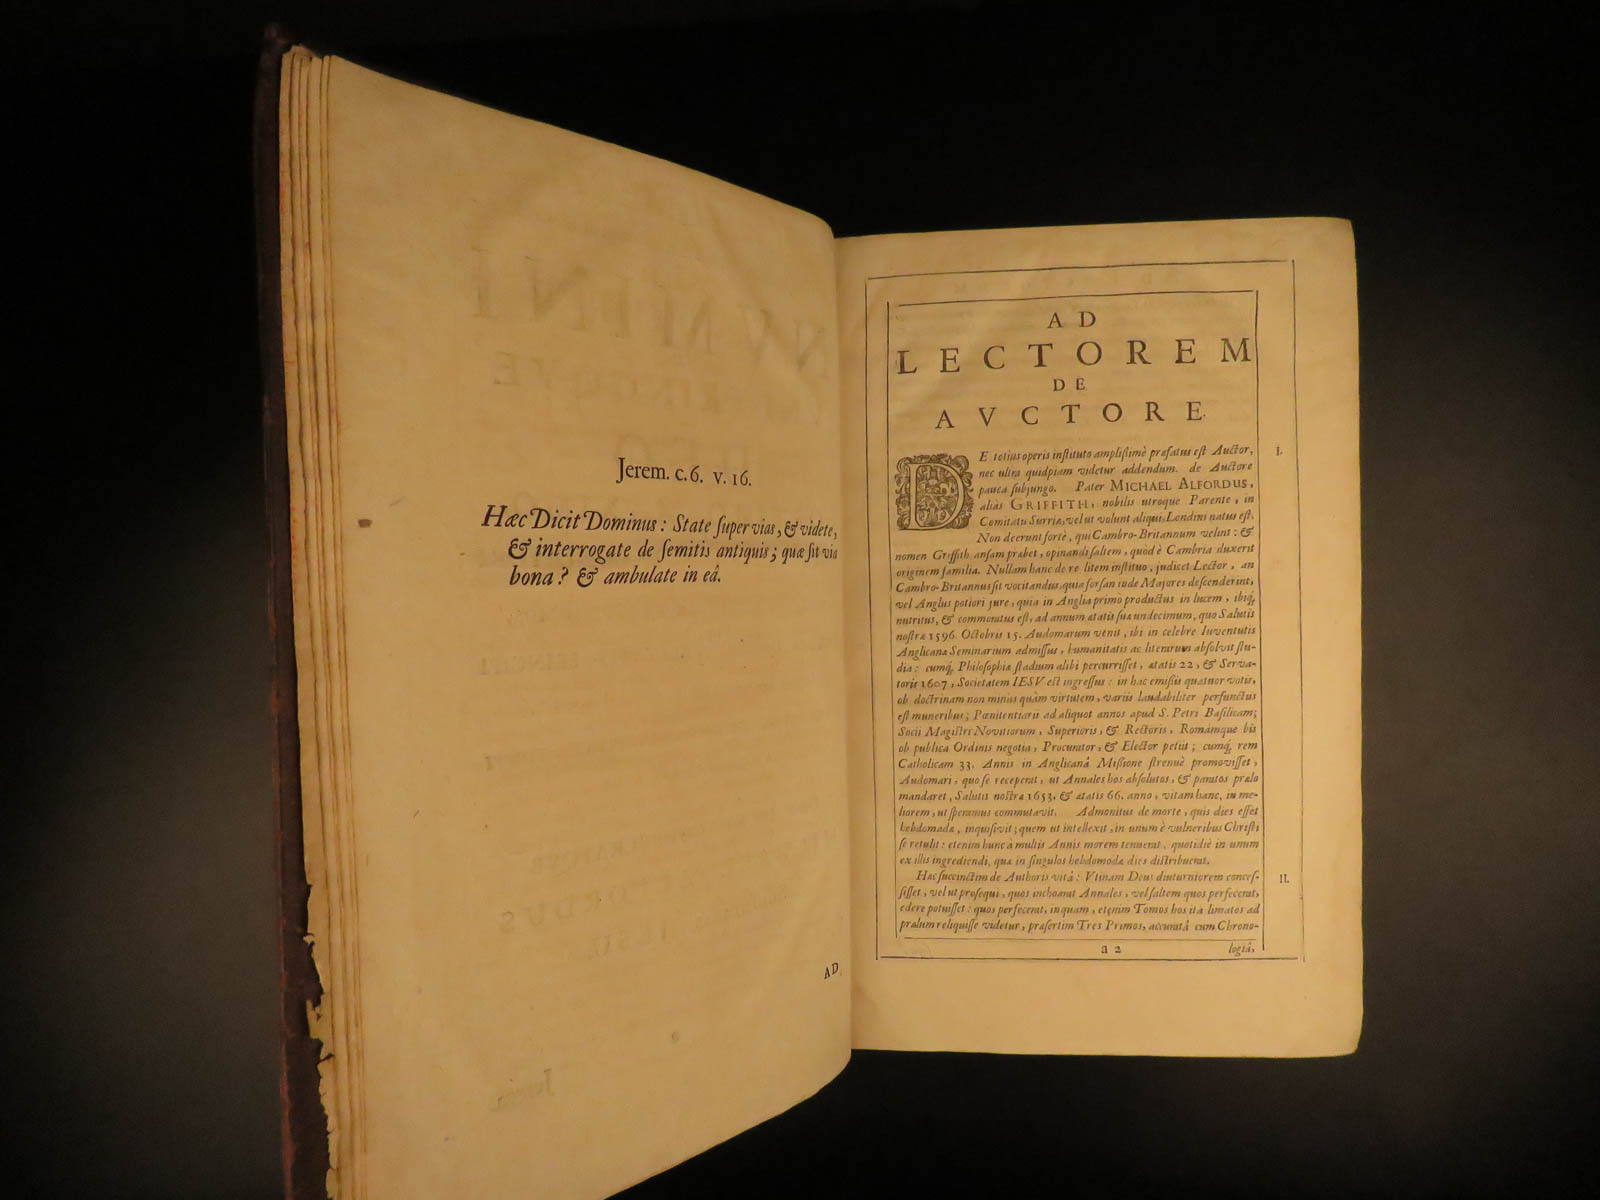 Jerem. c.6. v. 16.
Hæc Dicit Dominus: State super vias, & videte,
& interrogate de semitis antiquis; quæ sit via
bona? & ambulate in eâ.
AD
AD
LECTOREM
DE
AVCTORE.
DE totius operis instituto amplissimè præfatus est Auctor,
nec ultra quidpiam videtur addendum. de Auctore
pauca subjungo. Pater MICHAEL ALFORDUS,
aliàs GRIFFITH, nobilis utroque Parente, in
Comitatu Surriæ, vel ut volunt aliqui, Londini natus est,
Non deerunt fortè, qui Cambro-Britannum velint: &
nomen Griffith ansam præbet, opinandi saltem, quòd è Cambria duxerit
originem familia. Nullam hanc de re litem instituo, judicet Lector, an
Cambro-Britannus sit vocitandus, quia forsan inde Majores descenderint,
vel Anglus potiori jure, quia in Anglia primò productus in lucem, ibiq́,
nutritus, & commoratus est, ad annum ætatis suæ undecimum, quo Salutis
nostræ 1596. Octobris 15. Audomarum venit, ibi in celebre Iuventutis
Anglicanæ Seminarium admissus, humanitatis ac literarum absolvit stu-
dia: cumq́, Philosophiæ stadium alibi percurrisset, ætatis 22, & Serva-
toris 1607, Societatem IESV est ingressus: in hac emissis quatuor votis,
ob doctrinam non minus quàm virtutem, variis laudabiliter perfunctus
est muneribus; Pœnitentiarii ad aliquot annos apud S. Petri Basilicam;
Socii Magistri Novitiorum, Superioris, & Rectoris, Romamque bis
ob publica Ordinis negotia, Procurator, & Elector petiit; cumq́, rem
Catholicam 33. Annis in Anglicanâ Missione strenuè promovisset,
Audomari, quo se receperat, ut Annales hos absolutos, & paratos prælo
mandaret, Salutis nostræ 1653. & ætatis 66. anno, vitam hanc, in me-
liorem, ut speramus commutavit. Admonitus de morte, quis dies esset
hebdomadæ, inquisivit; quem ut intellexit, in unum è vulneribus Christi
se retulit: etenim hunc à multis Annis morem tenuerat, quotidiè in unum
ex illis ingrediendi, quæ in singulos hebdomadæ dies distribuerat.
Hæc succinctim de Authoris vitâ: Vtinam Deus diuturniorem conces-
sisset, vel ut prosequi, quos inchoarat Annales, vel saltem quos perfecerat,
edere potuisset: quos perfecerat, inquam, etenim Tomos hos ità limatos ad
prælum reliquisse videtur, præsertim Tres Primos, accuratâ cum Chrono-
a 2 logiâ,
I.
II.